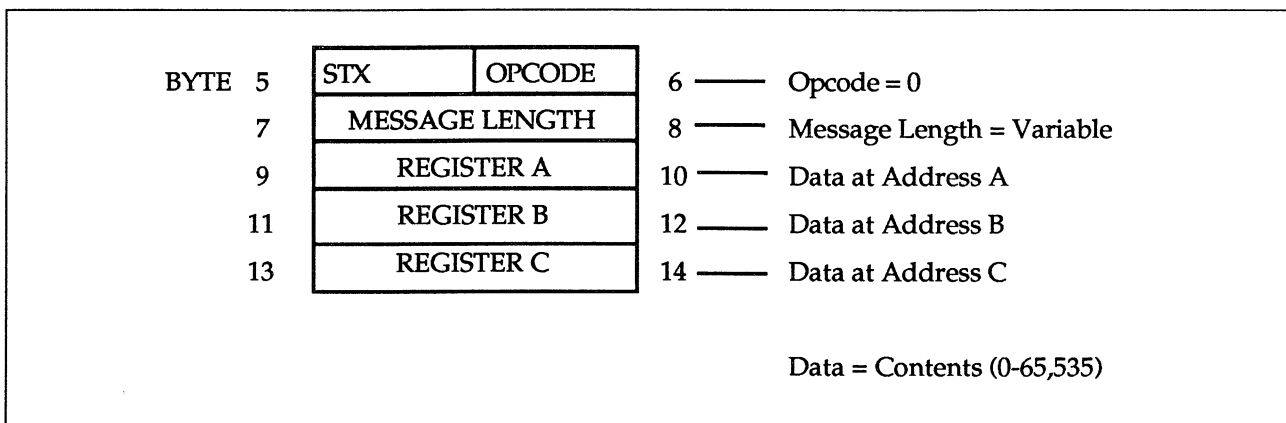 BYTE 5 STX OPCODE 6 Opcode = 0
7 MESSAGE LENGTH 8 Message Length = Variable
9 REGISTER A 10 Data at Address A
11 REGISTER B 12 Data at Address B
13 REGISTER C 14 Data at Address C
Data = Contents (0-65,535)